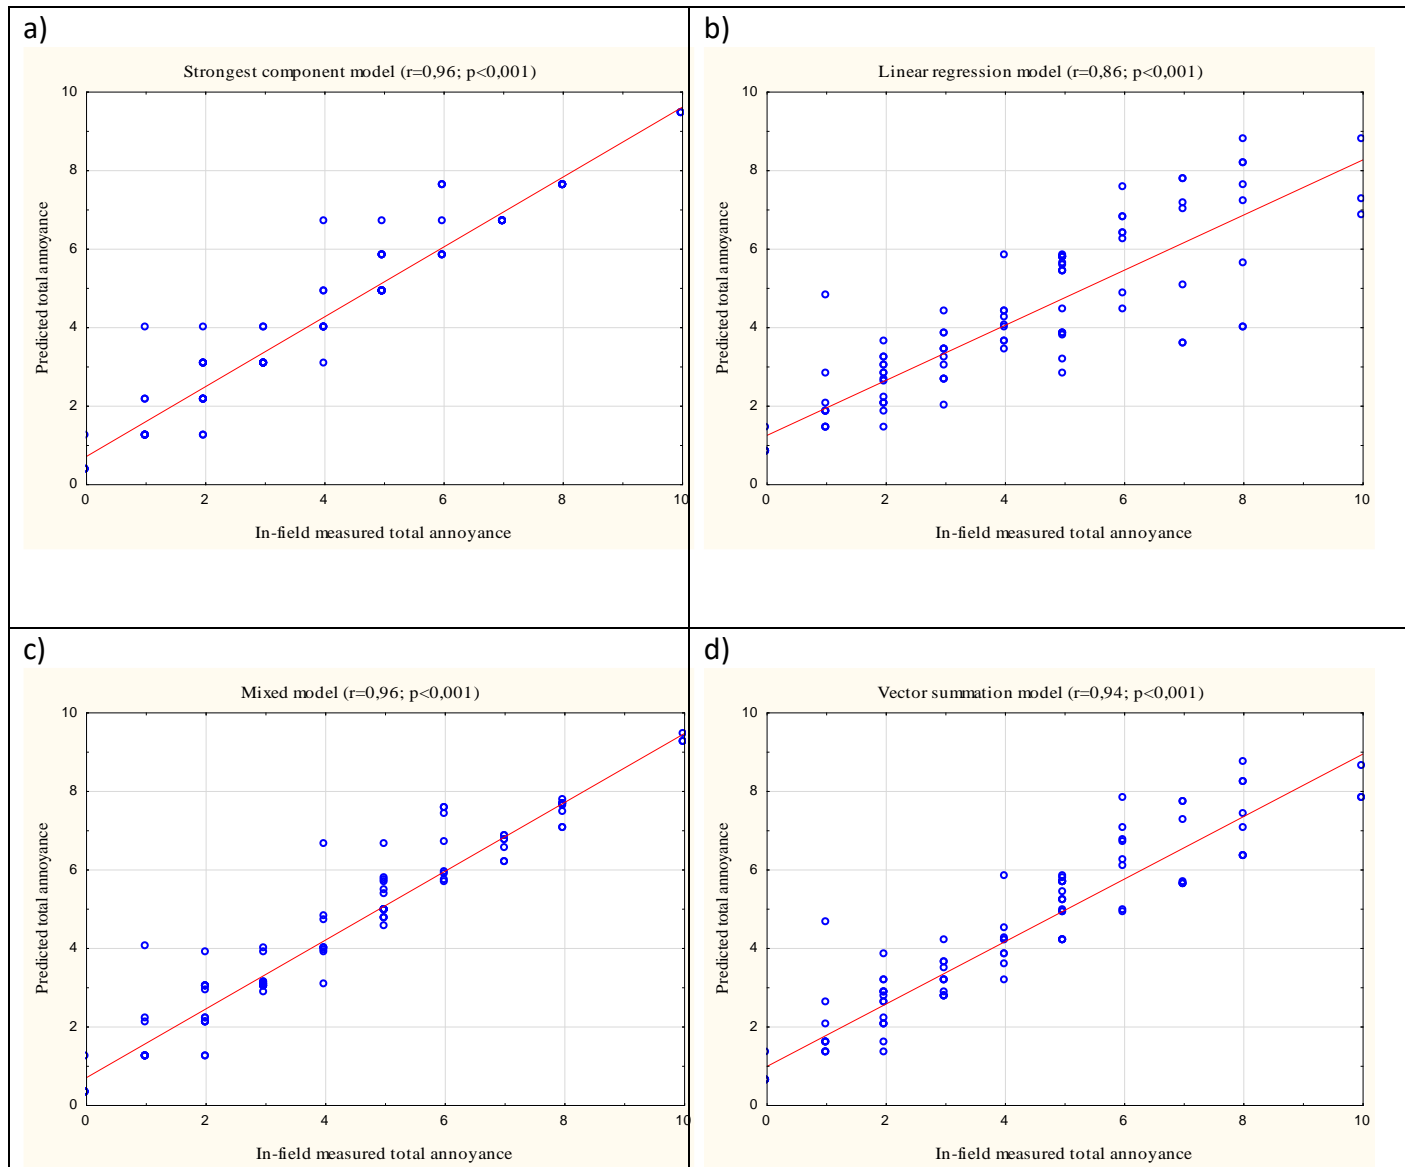 a)
Strongest component model (r=0,96; p<0,001)
10
8
6
4
2
0
Predicted total annoyance
0 2 4 6 8 10
In-field measured total annoyance
b)
Linear regression model (r=0,86; p<0,001)
10
8
6
4
2
0
Predicted total annoyance
0 2 4 6 8 10
In-field measured total annoyance
c)
Mixed model (r=0,96; p<0,001)
10
8
6
4
2
0
Predicted total annoyance
0 2 4 6 8 10
In-field measured total annoyance
d)
Vector summation model (r=0,94; p<0,001)
10
8
6
4
2
0
Predicted total annoyance
0 2 4 6 8 10
In-field measured total annoyance